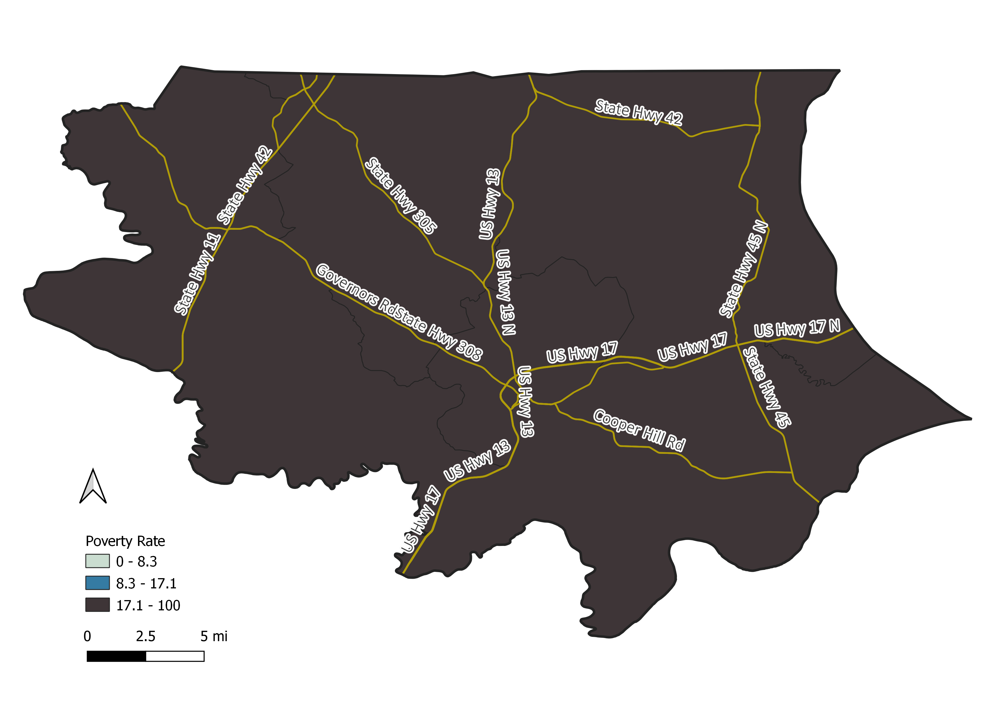 State Hwy 42
State Hwy 42
State Hwy 305
US Hwy 13
State Hwy 11
State Hwy 45 N
US Hwy 13 N
Governors Rd
State Hwy 308
US Hwy 17 N
US Hwy 17
US Hwy 17
State Hwy 45
US Hwy 13
Cooper Hill Rd
US Hwy 13
US Hwy 17
Poverty Rate
0 - 8.3
8.3 - 17.1
17.1 - 100
0 2.5 5 mi